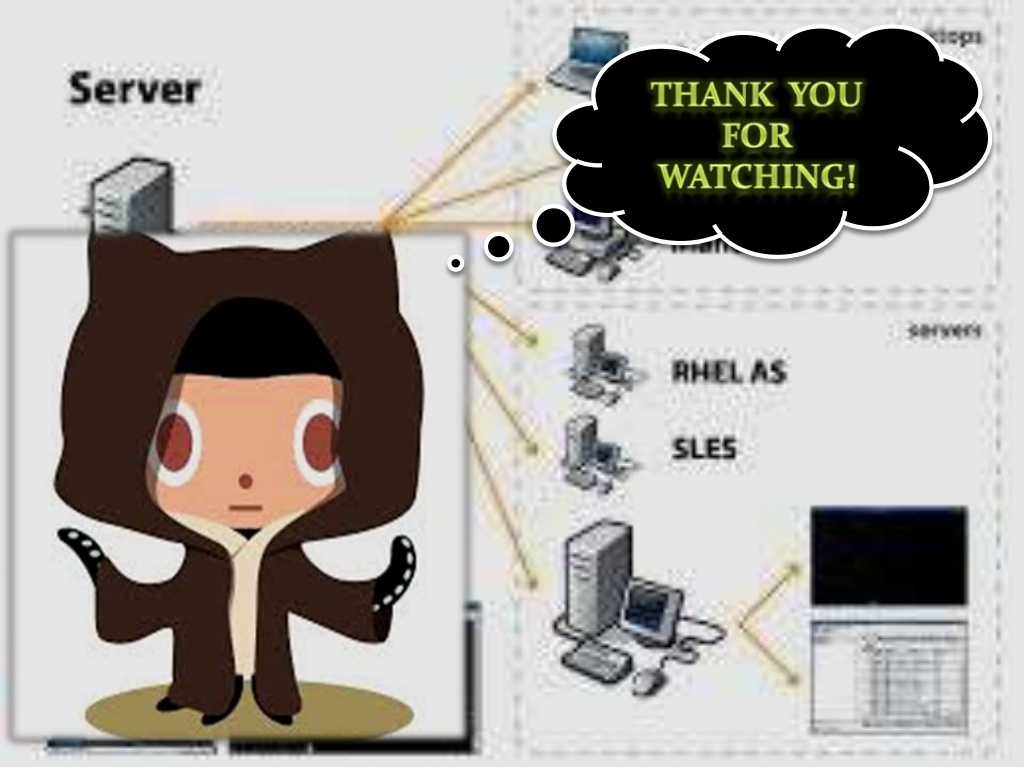 Server
THANK YOU
FOR
WATCHING!
servers
RHEL AS
SLES